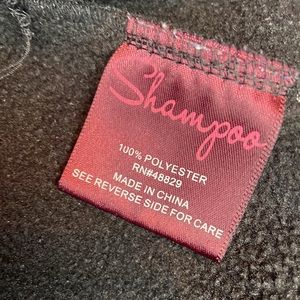 Shampoo
100% POLYESTER
RN#48829
MADE IN CHINA
SEE REVERSE SIDE FOR CARE